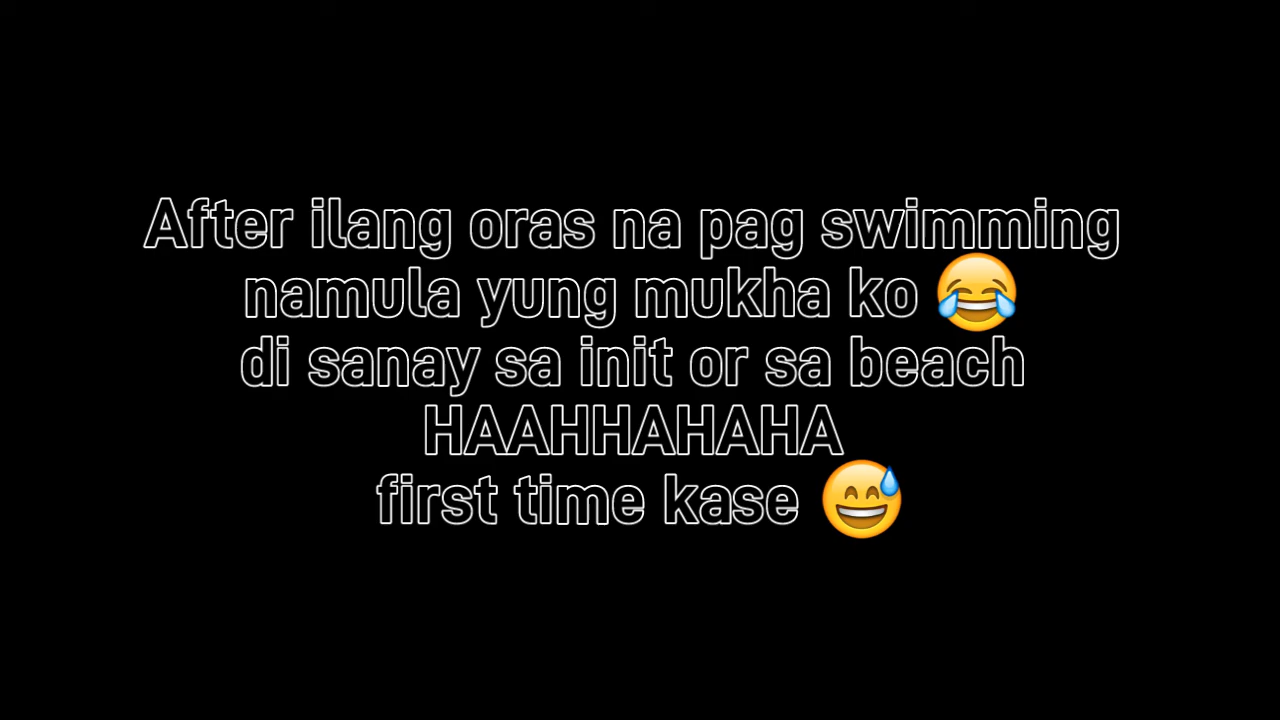 After ilang oras na pag swimming
namula yung mukha ko 😂
di sanay sa init or sa beach
HAAHHAHAHA
first time kase 😅